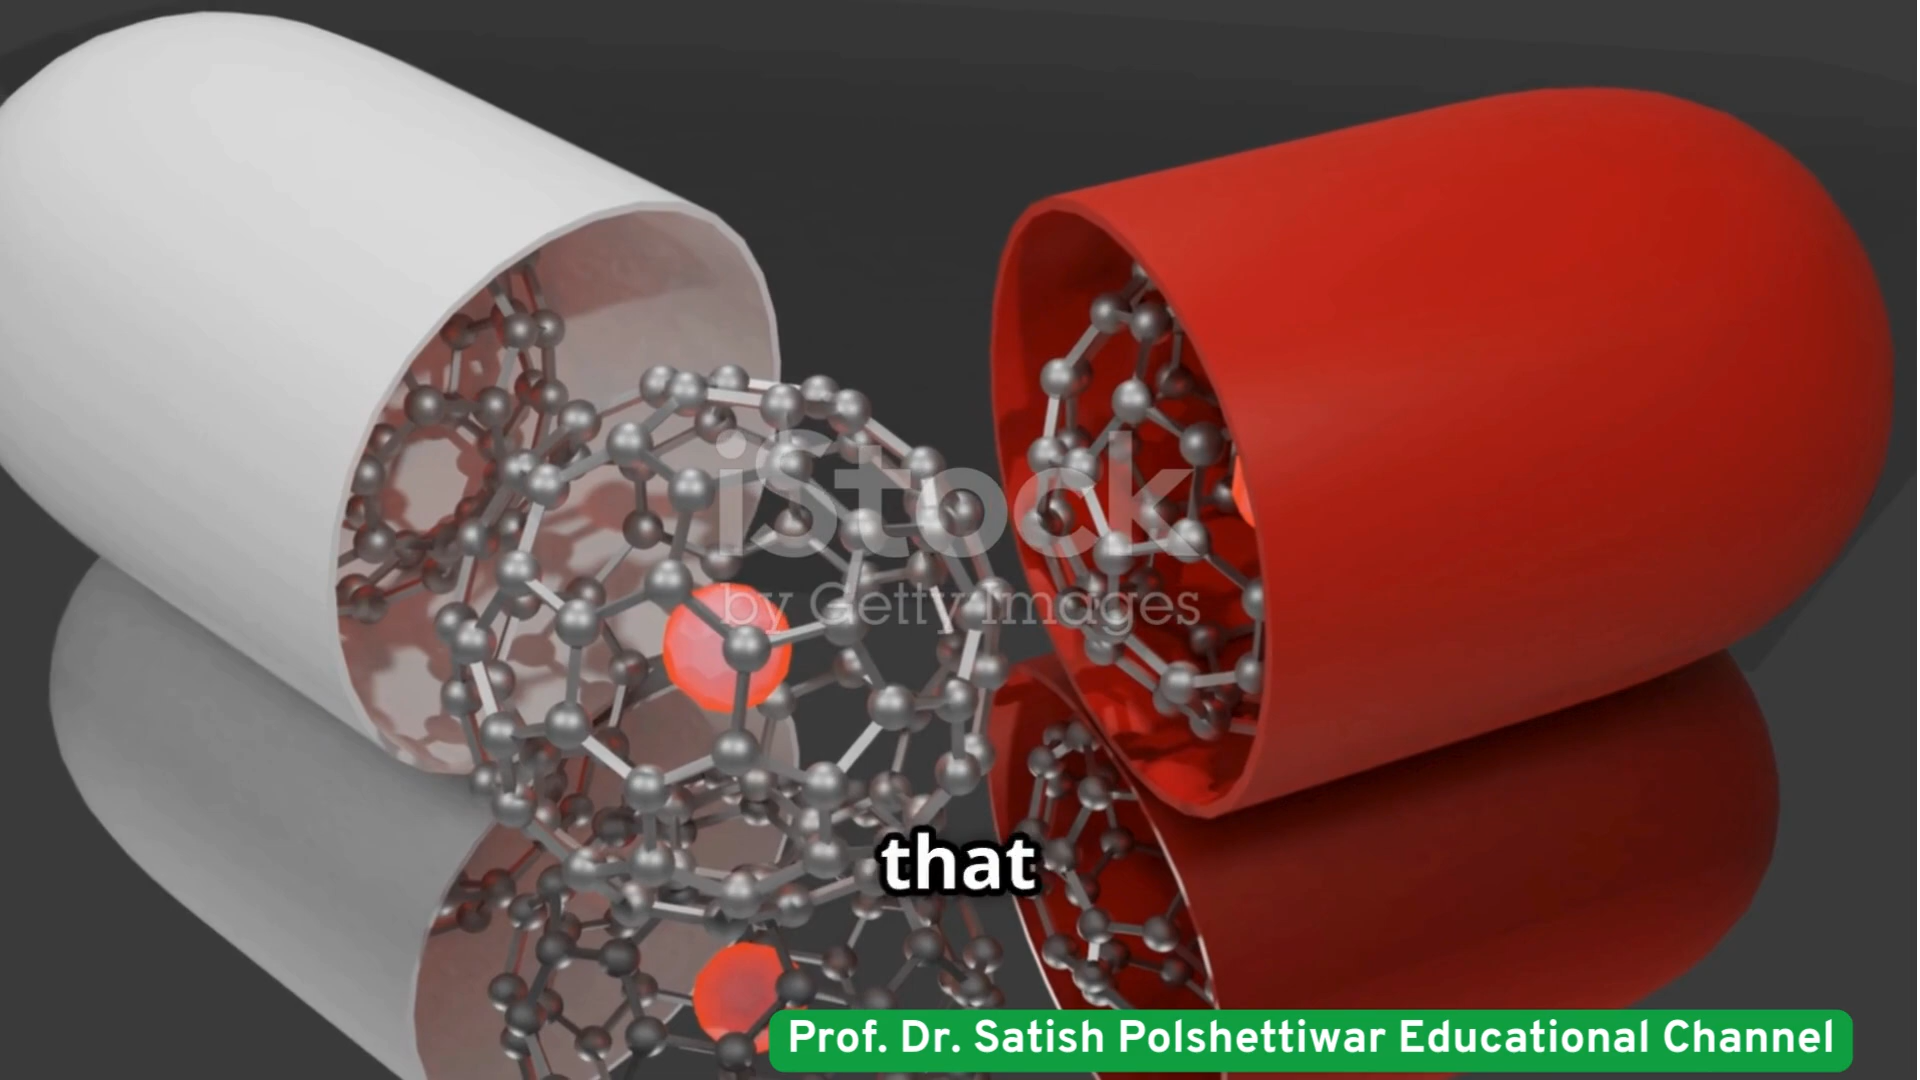 iStock
by Getty Images
that
Prof. Dr. Satish Polshettiwar Educational Channel